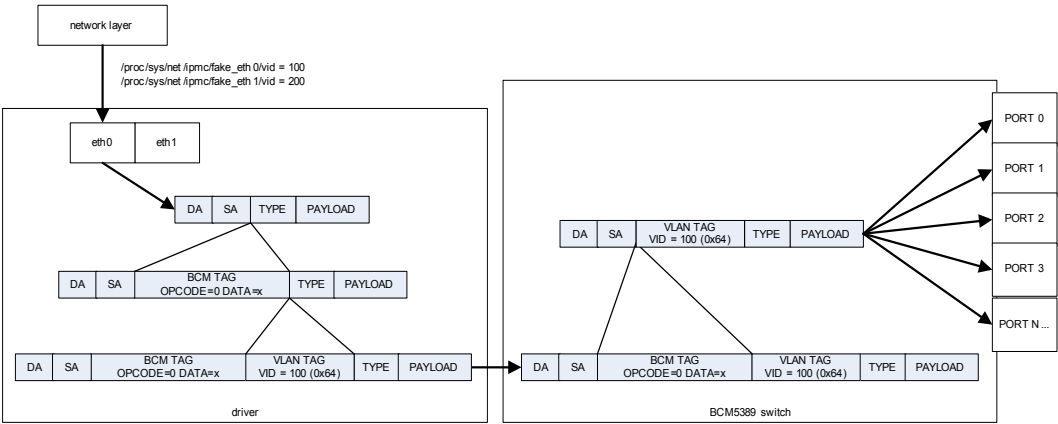 network layer
/proc/sys/net/ipmc/fake_eth 0/vid = 100
/proc/sys/net/ipmc/fake_eth 1/vid = 200
eth0
eth1
DA SA TYPE PAYLOAD
DA SA BCM TAG TYPE PAYLOAD
OPCODE=0 DATA=x
DA SA BCM TAG VLAN TAG TYPE PAYLOAD
OPCODE=0 DATA=x VID = 100 (0x64)
driver
DA SA VLAN TAG TYPE PAYLOAD
VID = 100 (0x64)
DA SA BCM TAG VLAN TAG TYPE PAYLOAD
OPCODE=0 DATA=x VID = 100 (0x64)
BCM5389 switch
PORT 0
PORT 1
PORT 2
PORT 3
PORT N ...